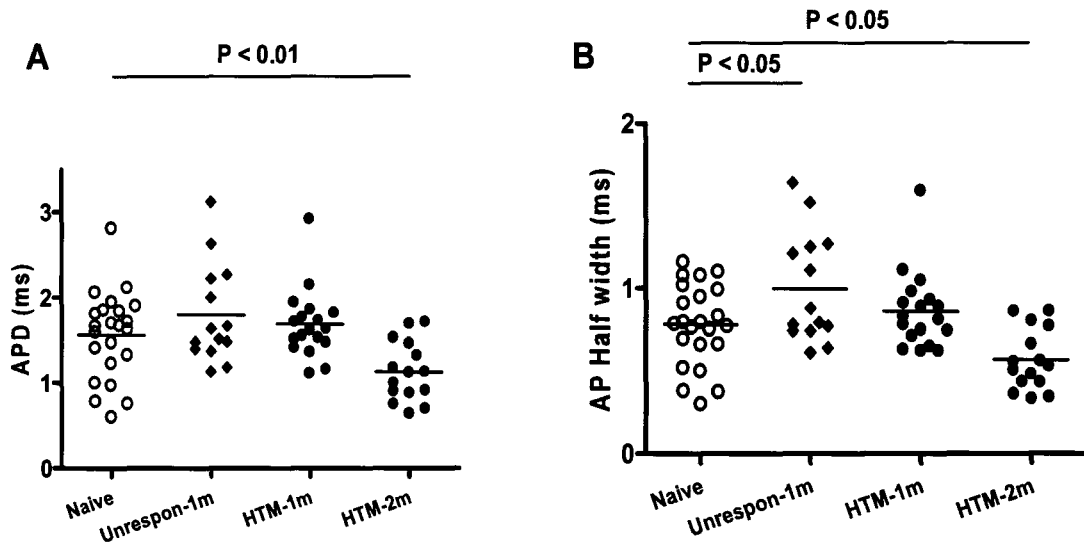 A
P < 0.01
APD (ms)
3
2
1
0
Naive
Unrespon-1m
HTM-1m
HTM-2m
B
P < 0.05
P < 0.05
AP Half width (ms)
2
1
0
Naive
Unrespon-1m
HTM-1m
HTM-2m